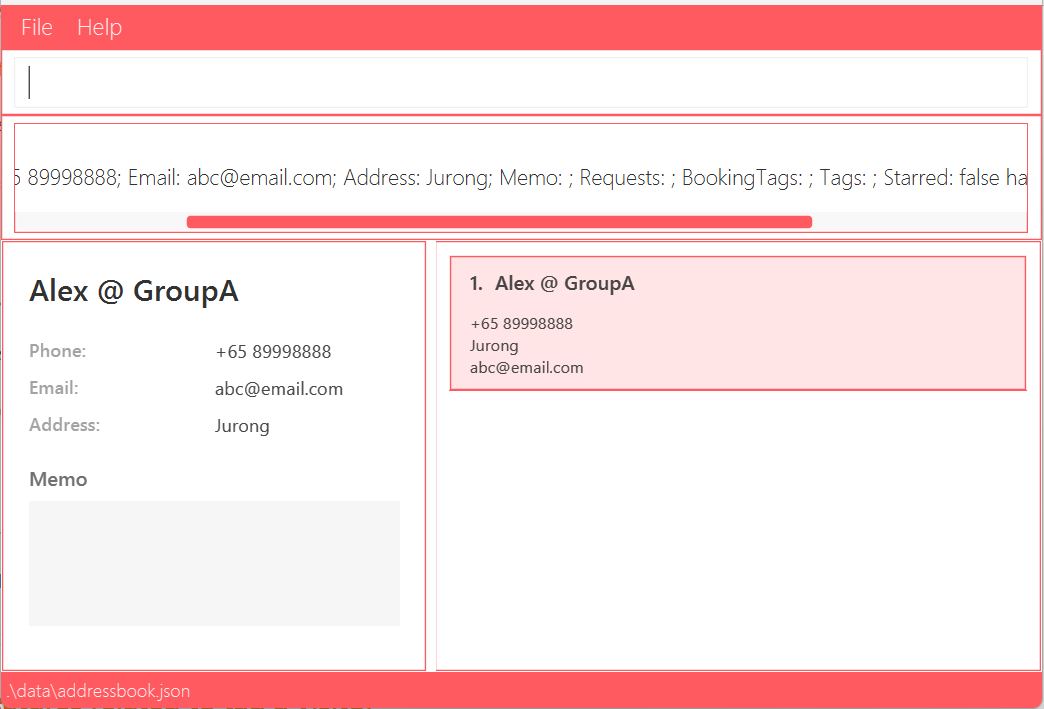 File Help
5 89998888; Email: abc@email.com; Address: Jurong; Memo: ; Requests: ; BookingTags: ; Tags: ; Starred: false ha
Alex @ GroupA
Phone: +65 89998888
Email: abc@email.com
Address: Jurong
Memo
1. Alex @ GroupA
+65 89998888
Jurong
abc@email.com
.\data\addressbook.json